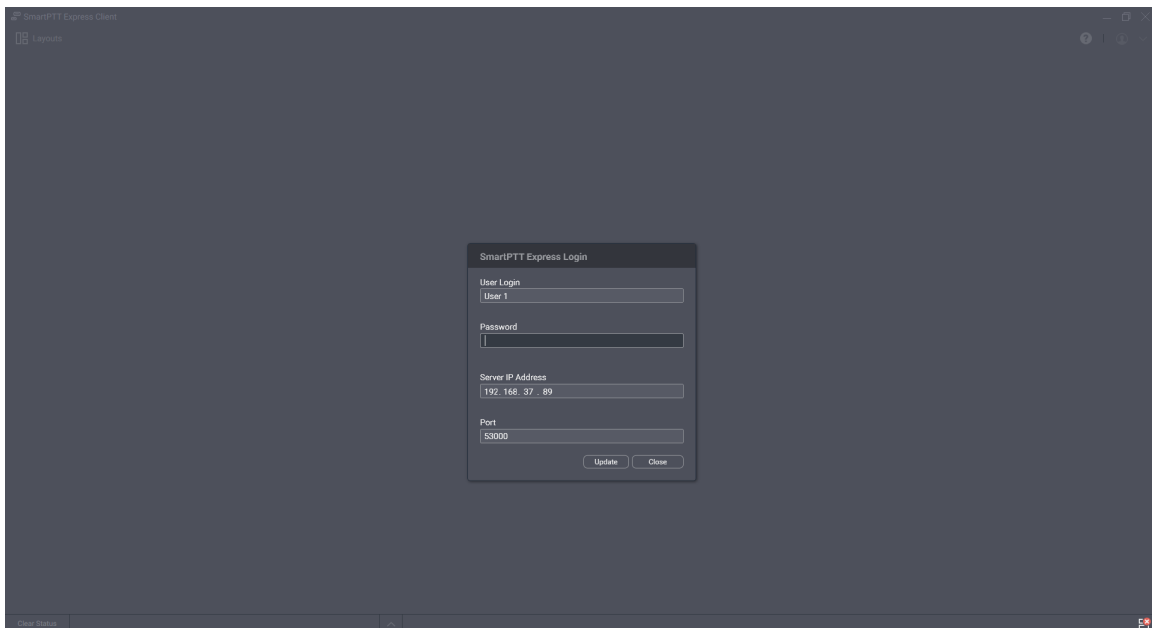 SmartPTT Express Client
Layouts
SmartPTT Express Login
User Login
User 1
Password
Server IP Address
192. 168. 37 . 89
Port
53000
Update Close
Clear Status